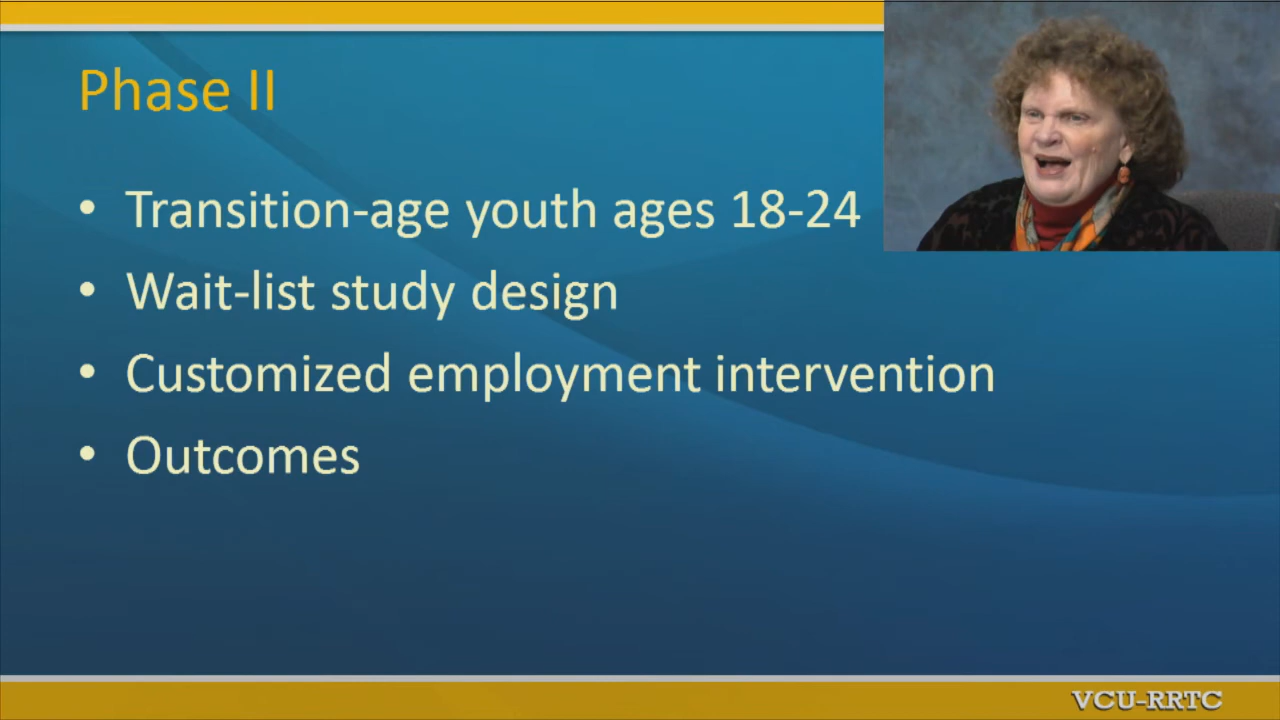 Phase II
• Transition-age youth ages 18-24
• Wait-list study design
• Customized employment intervention
• Outcomes
VCU-RRTC